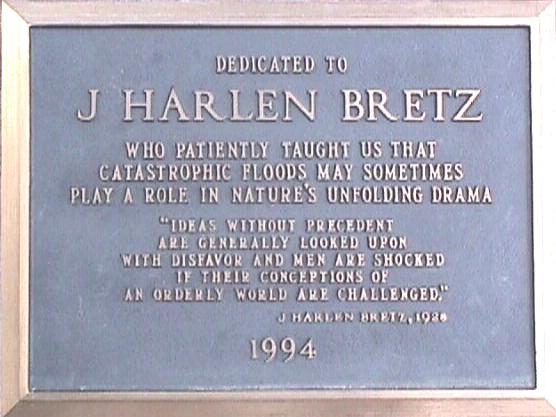 DEDICATED TO
J HARLEN BRETZ
WHO PATIENTLY TAUGHT US THAT
CATASTROPHIC FLOODS MAY SOMETIMES
PLAY A ROLE IN NATURE'S UNFOLDING DRAMA
"IDEAS WITHOUT PRECEDENT
ARE GENERALLY LOOKED UPON
WITH DISFAVOR AND MEN ARE SHOCKED
IF THEIR CONCEPTIONS OF
AN ORDERLY WORLD ARE CHALLENGED."
J HARLEN BRETZ, 1928
1994